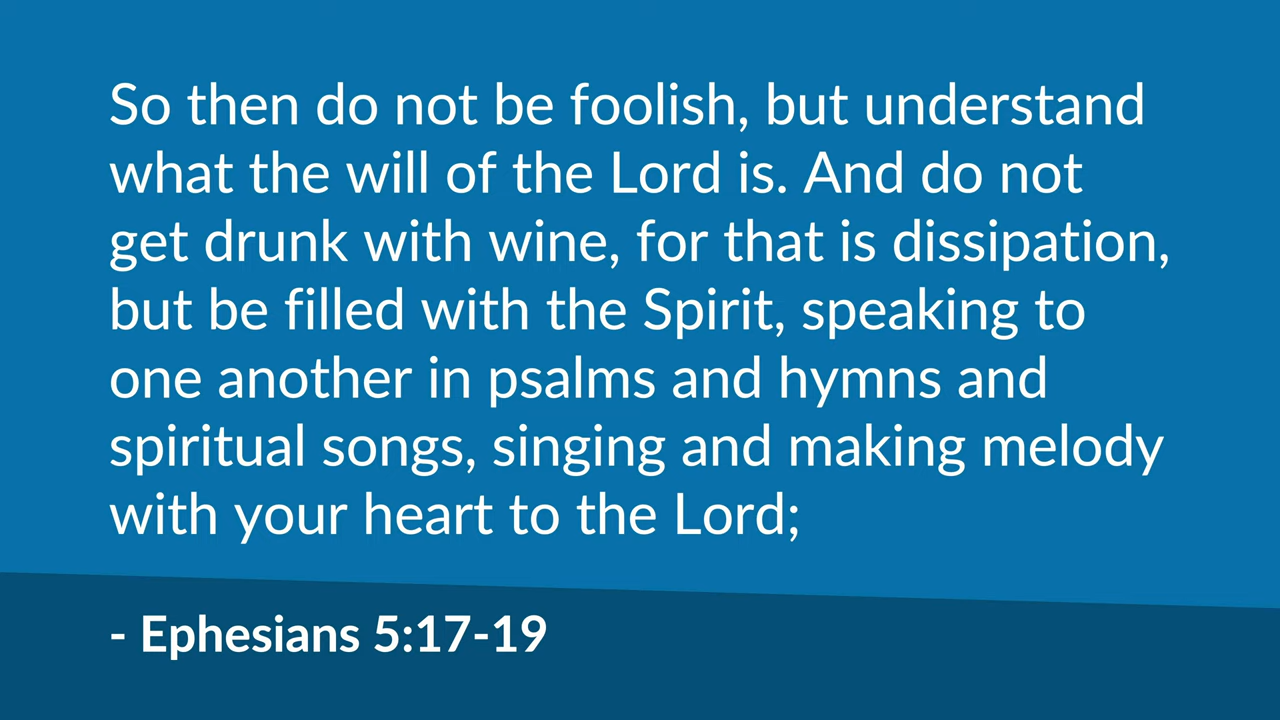 So then do not be foolish, but understand
what the will of the Lord is. And do not
get drunk with wine, for that is dissipation,
but be filled with the Spirit, speaking to
one another in psalms and hymns and
spiritual songs, singing and making melody
with your heart to the Lord;
- Ephesians 5:17-19